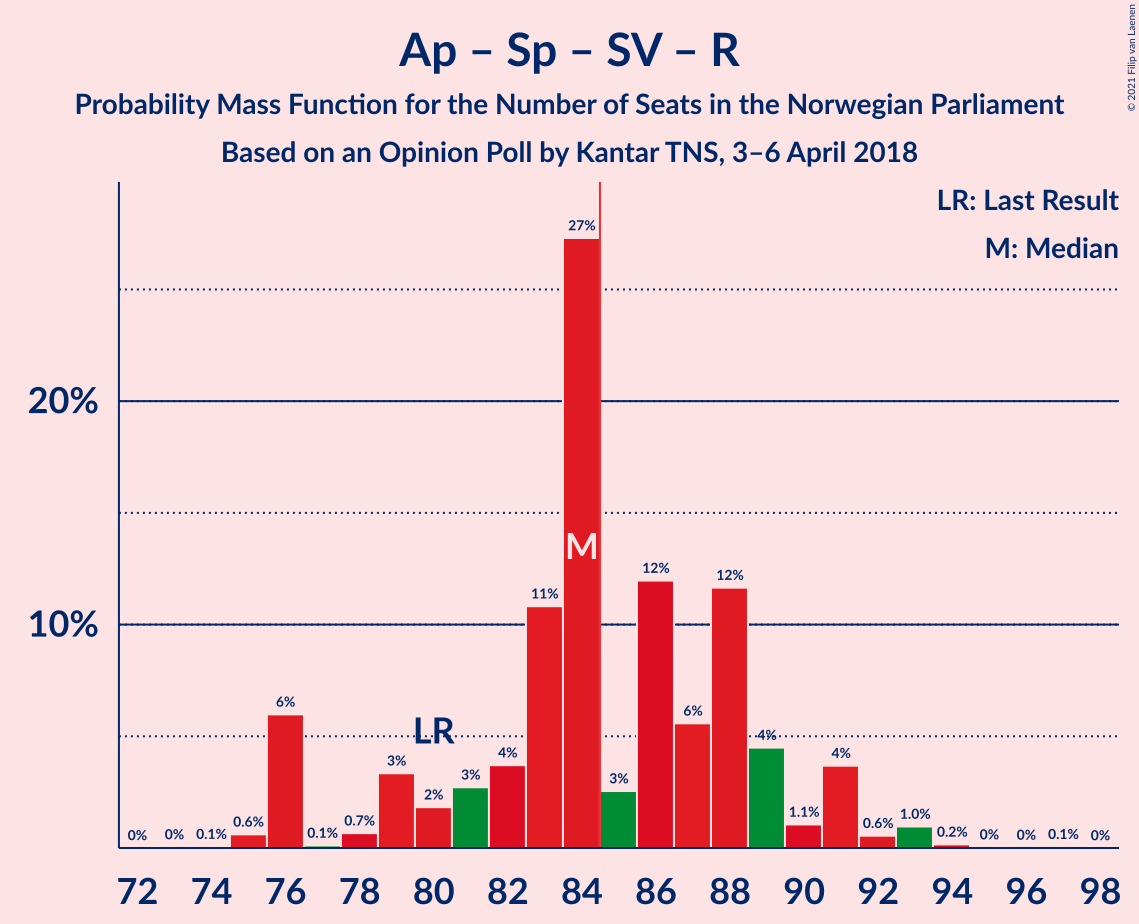 Ap – Sp – SV – R
Probability Mass Function for the Number of Seats in the Norwegian Parliament
Based on an Opinion Poll by Kantar TNS, 3–6 April 2018
© 2021 Filip van Laenen
LR: Last Result
M: Median
20%
10%
0% 0% 0.1% 0.6% 6% 0.1% 0.7% 3% 2% 3% 4% 11% 27% 3% 12% 6% 12% 4% 1.1% 4% 0.6% 1.0% 0.2% 0% 0% 0.1% 0%
LR
M
72 74 76 78 80 82 84 86 88 90 92 94 96 98